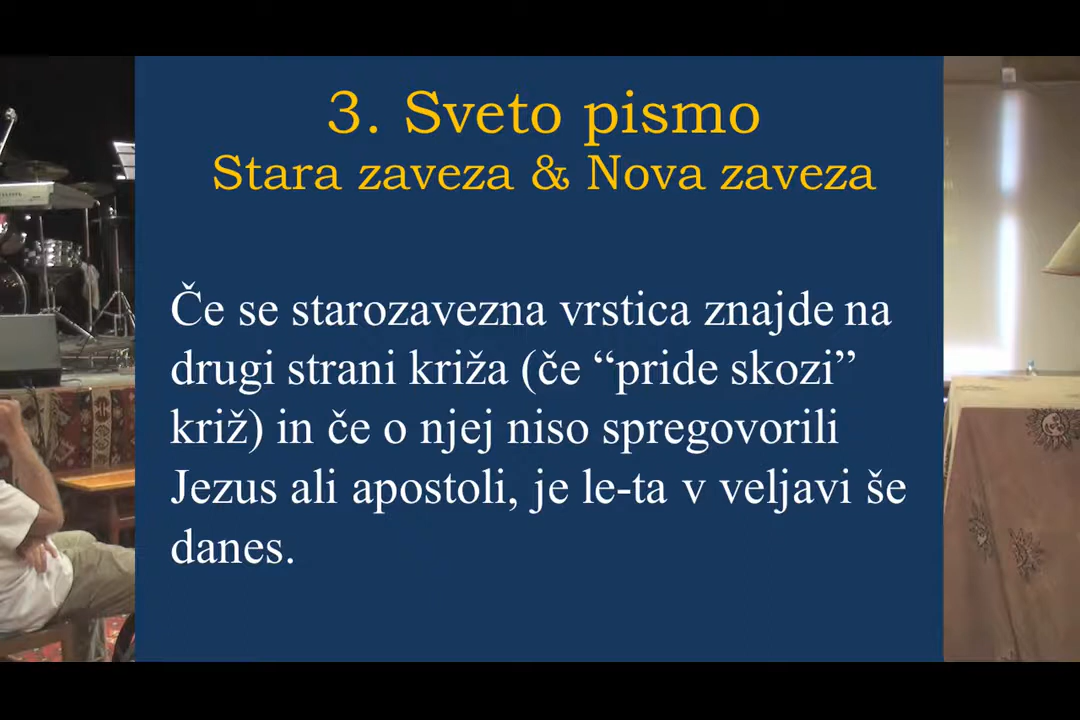 3. Sveto pismo
Stara zaveza & Nova zaveza
Če se starozavezna vrstica znajde na
drugi strani križa (če “pride skozi”
križ) in če o njej niso spregovorili
Jezus ali apostoli, je le-ta v veljavi še
danes.